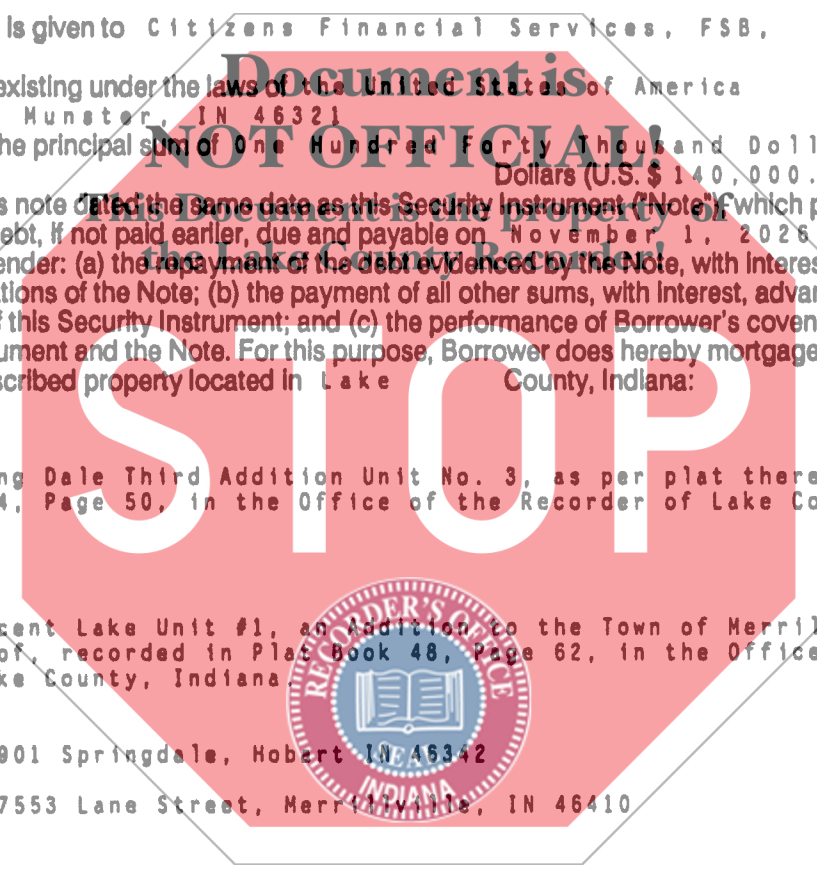 Is given to Citizens Financial Services, FSB,
existing under the laws of the United States of America
Document is
Munster, IN 46321
the principal sum of One Hundred Forty Thousand Doll
NOT OFFICIAL!
Dollars (U.S. $ 140,000.
s note dated the same date as this Security Instrument ("Note"), which p
This Document is the property of
ebt, if not paid earlier, due and payable on November 1, 2026
ender: (a) the repayment of the debt evidenced by the Note, with interes
the Lake County Recorder!
tions of the Note; (b) the payment of all other sums, with interest, advan
f this Security Instrument; and (c) the performance of Borrower's coven
ument and the Note. For this purpose, Borrower does hereby mortgage
scribed property located in Lake County, Indiana:
STOP
ng Dale Third Addition Unit No. 3, as per plat there
4, Page 50, in the Office of the Recorder of Lake Co
cent Lake Unit #1, an Addition to the Town of Merril
of, recorded in Plat Book 48, Page 62, in the Office
ke County, Indiana.
RECORDER'S OFFICE
SEAL
INDIANA
901 Springdale, Hobart IN 46342
7553 Lane Street, Merrillville, IN 46410